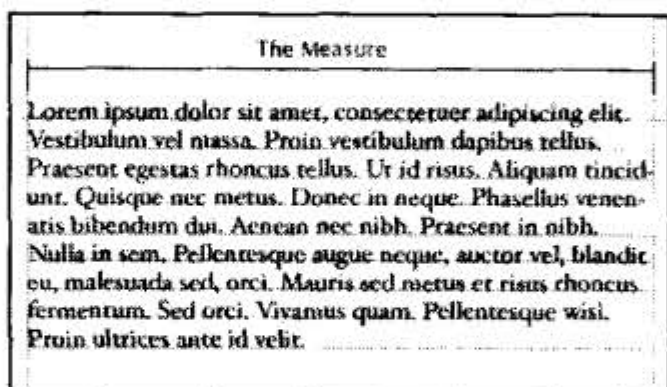 The Measure
Lorem ipsum dolor sit amet, consectetuer adipiscing elit.
Vestibulum vel massa. Proin vestibulum dapibus tellus.
Praesent egestas rhoncus tellus. Ut id risus. Aliquam tincid-
unt. Quisque nec metus. Donec in neque. Phasellus venen-
atis bibendum dui. Aenean nec nibh. Praesent in nibh.
Nulla in sem. Pellentesque augue neque, auctor vel, blandit
eu, malesuada sed, orci. Mauris sed metus et risus rhoncus
fermentum. Sed orci. Vivamus quam. Pellentesque wisi.
Proin ultrices ante id velit.